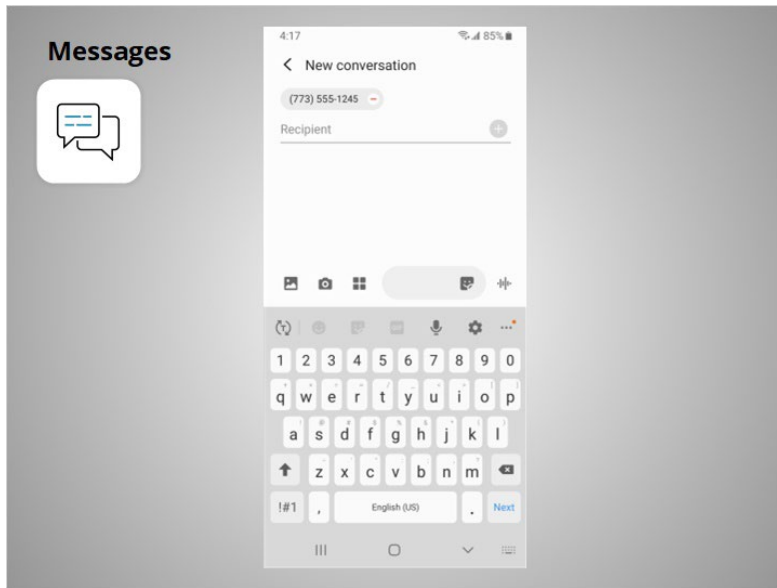 Messages
4:17 85%
New conversation
(773) 555-1245
Recipient
1 2 3 4 5 6 7 8 9 0
q w e r t y u i o p
a s d f g h j k l
z x c v b n m
!#1 , English (US) . Next